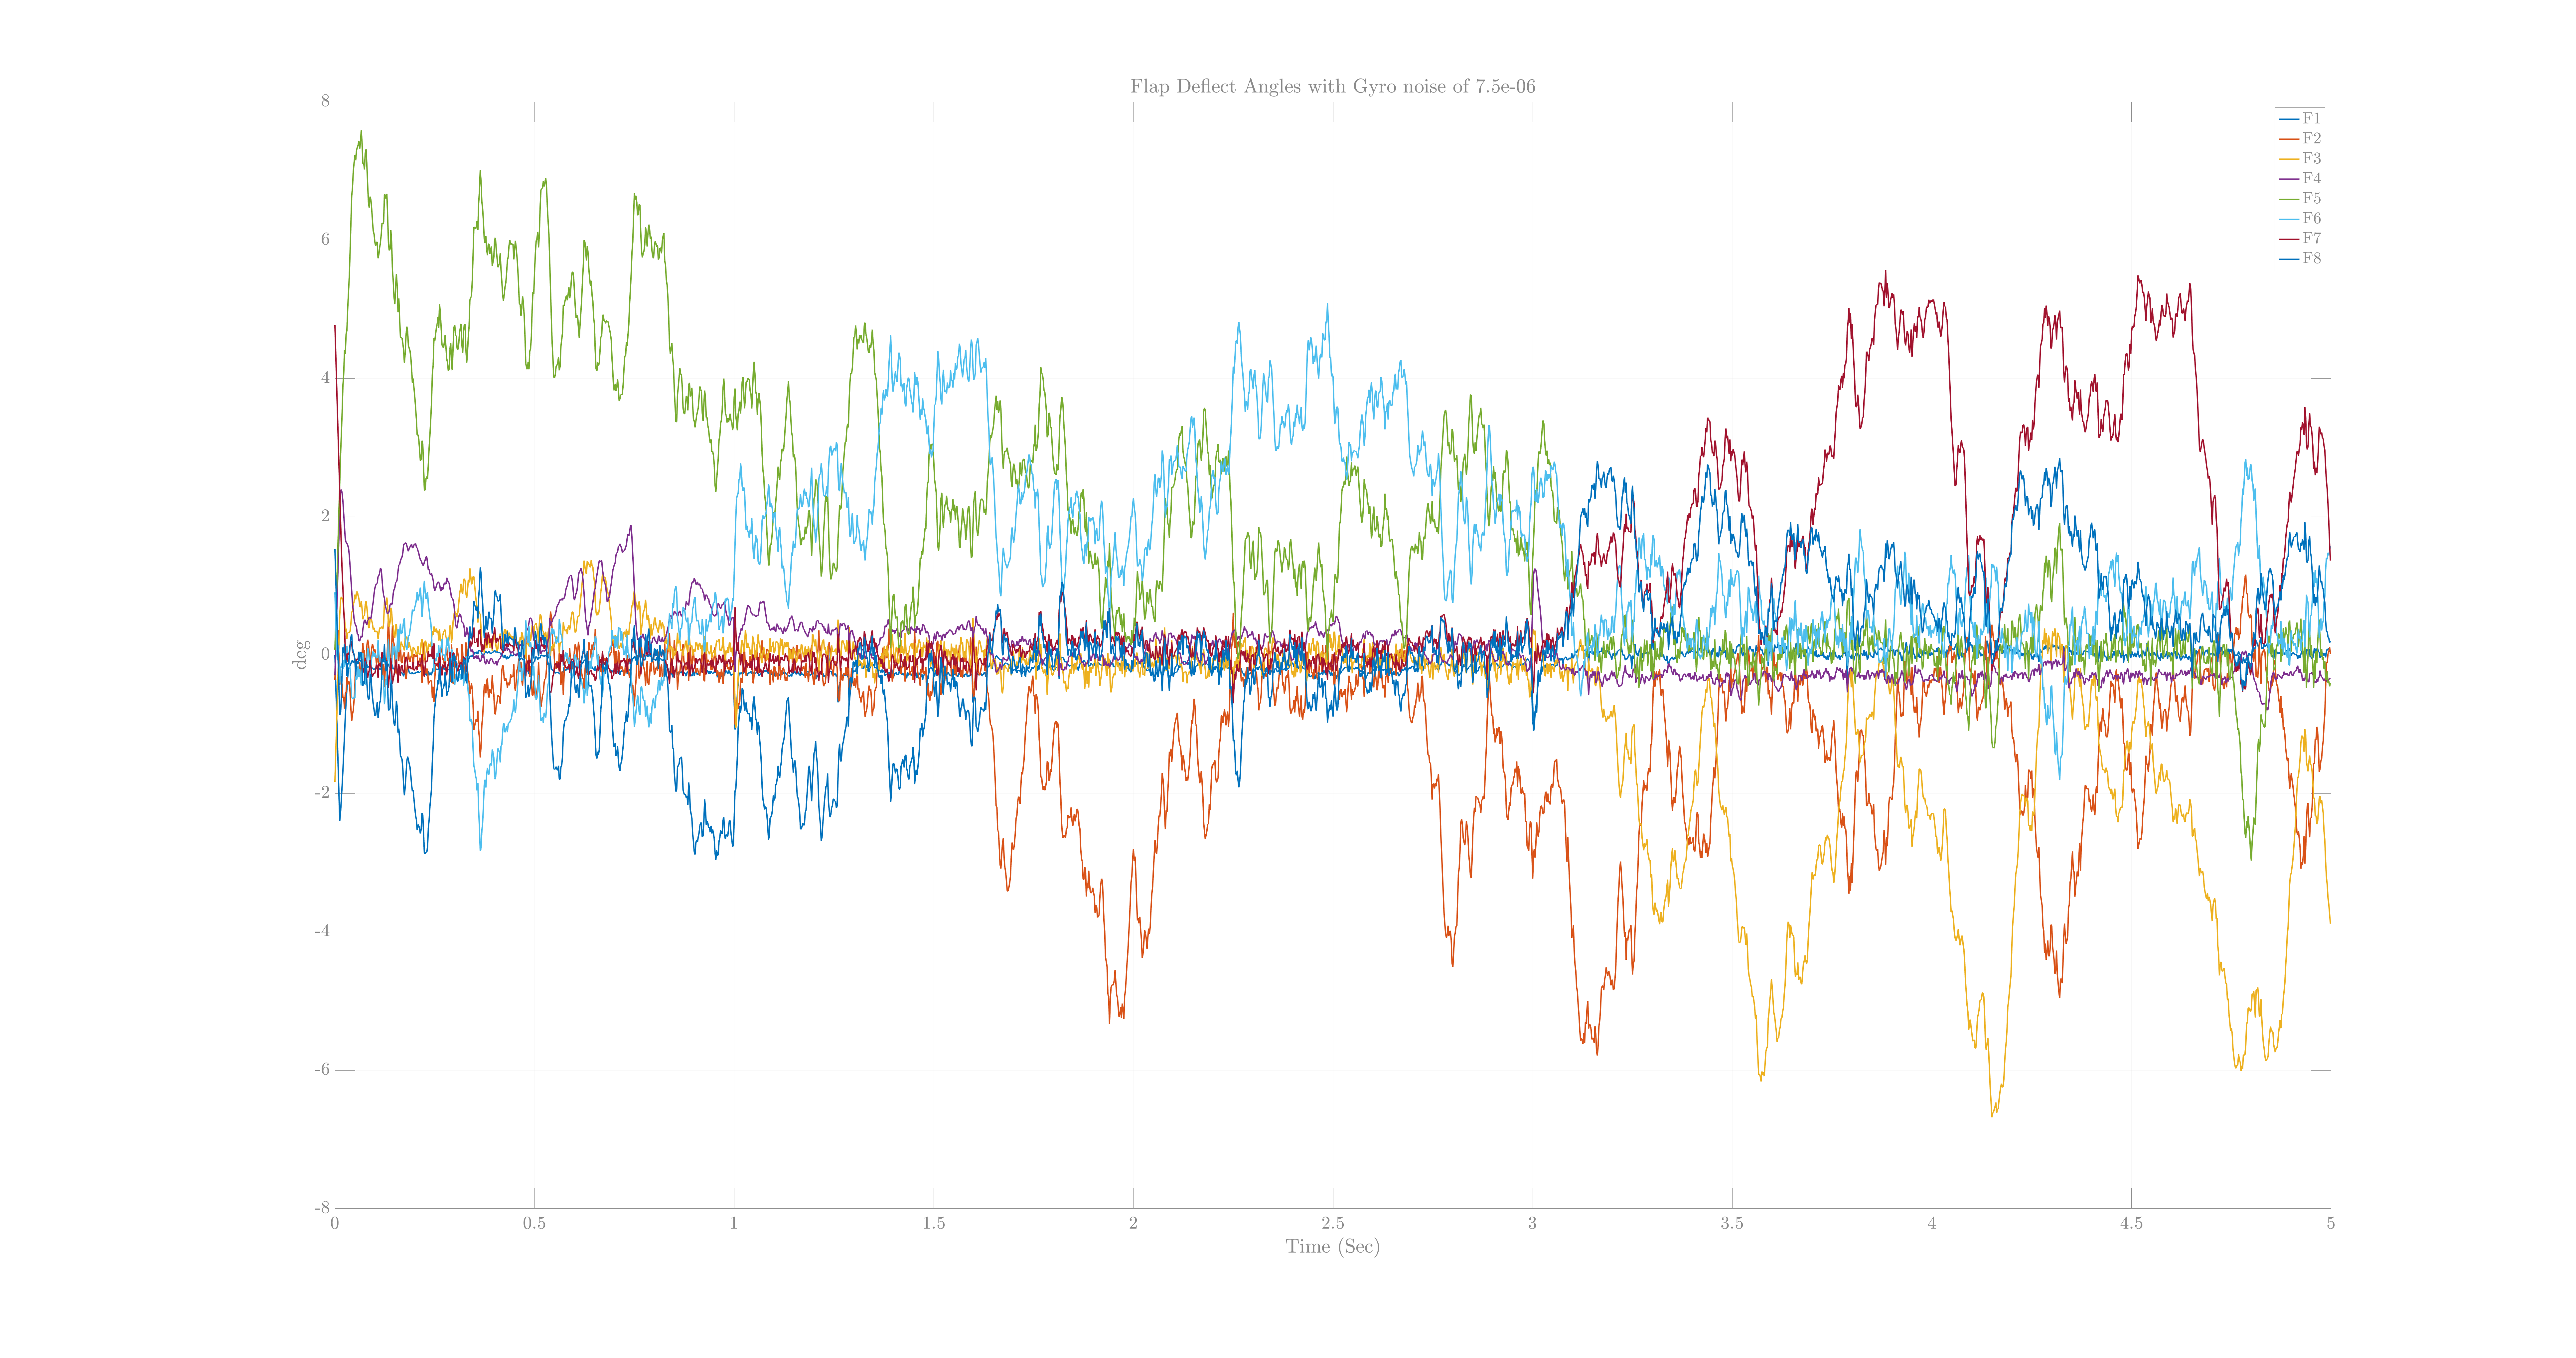 Flap Deflect Angles with Gyro noise of 7.5e-06
8
6
4
2
0
-2
-4
-6
-8
deg
0 0.5 1 1.5 2 2.5 3 3.5 4 4.5 5
Time (Sec)
F1
F2
F3
F4
F5
F6
F7
F8